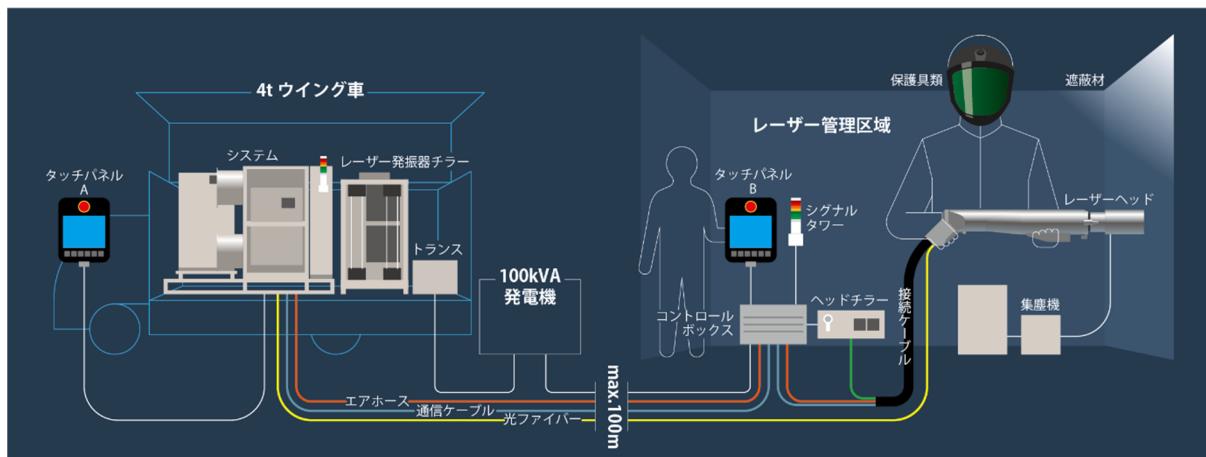 4t ウイング車
システム
レーザー発振器チラー
タッチパネル
A
トランス
100kVA
発電機
エアホース
通信ケーブル
光ファイバー
max.100m
レーザー管理区域
保護具類
遮蔽材
タッチパネル
B
シグナル
タワー
レーザーヘッド
コントロール
ボックス
ヘッドチラー
接続ケーブル
集塵機